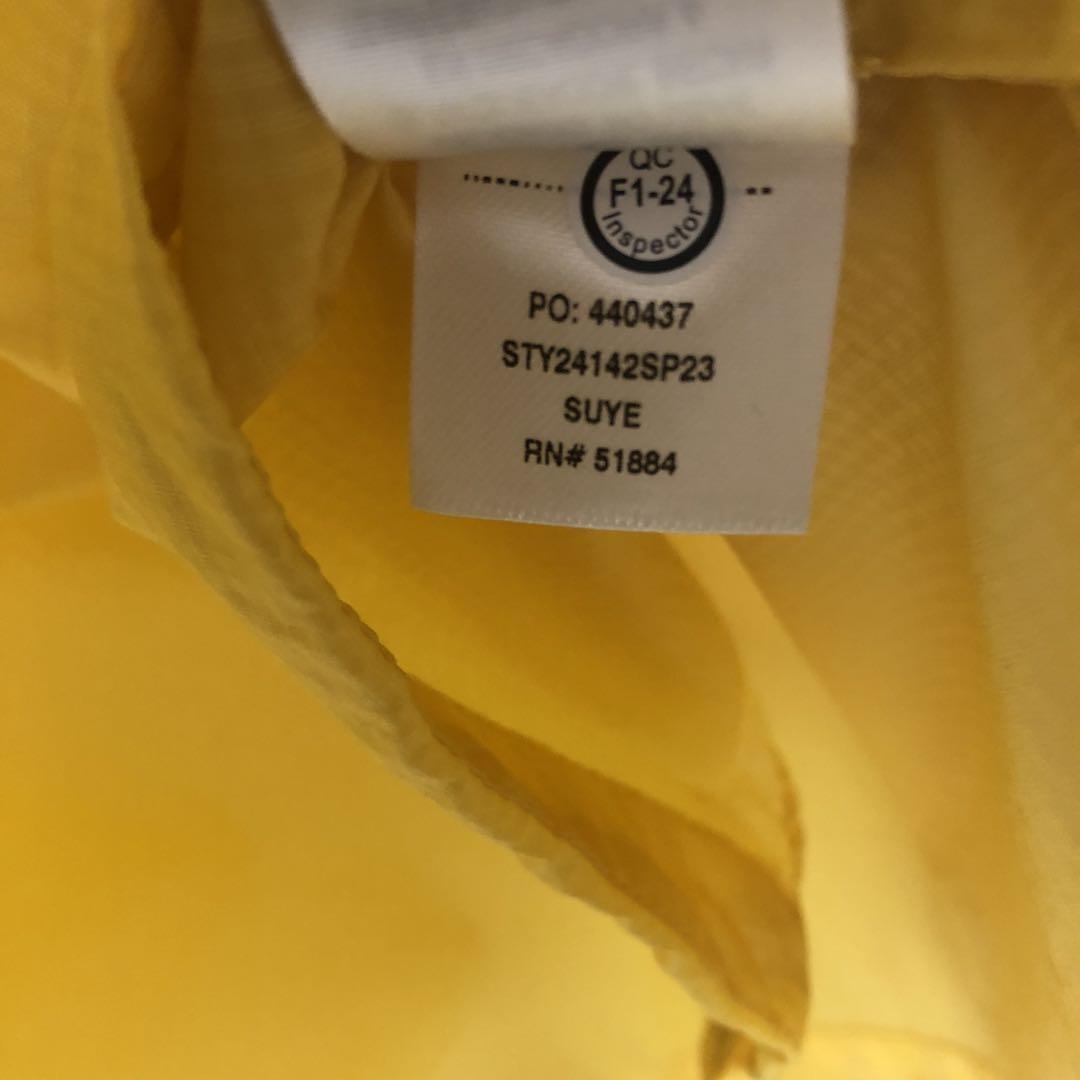 QC
F1-24
Inspector
PO: 440437
STY24142SP23
SUYE
RN# 51884